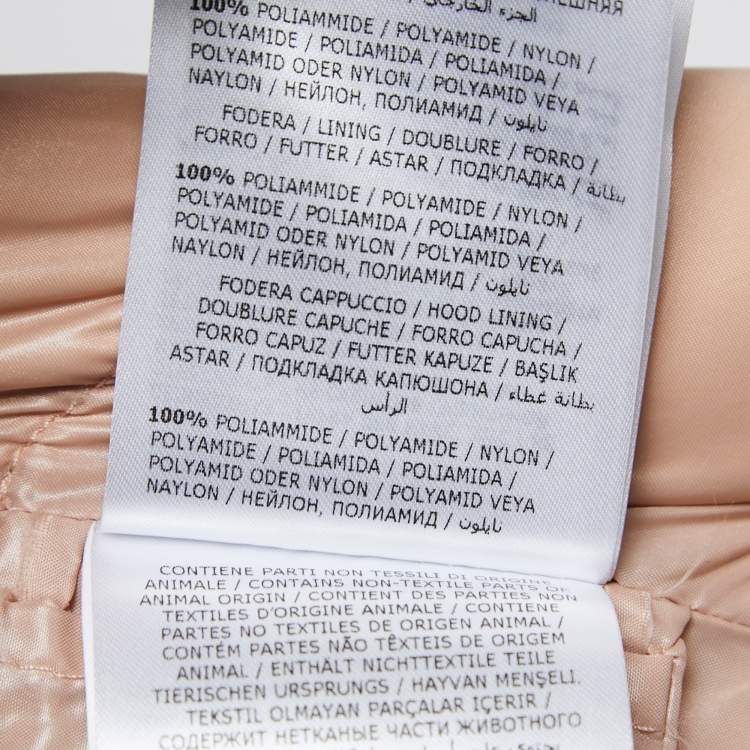 ВНЕШНЯЯ
الجزء الخارجي
100% POLIAMMIDE / POLYAMIDE / NYLON /
POLYAMIDE / POLIAMIDA / POLIAMIDA /
POLYAMID ODER NYLON / POLYAMID VEYA
NAYLON / НЕЙЛОН, ПОЛИАМИД / نايلون
FODERA / LINING / DOUBLURE / FORRO /
FORRO / FUTTER / ASTAR / ПОДКЛАДКА / بطانة
100% POLIAMMIDE / POLYAMIDE / NYLON /
POLYAMIDE / POLIAMIDA / POLIAMIDA /
POLYAMID ODER NYLON / POLYAMID VEYA
NAYLON / НЕЙЛОН, ПОЛИАМИД / نايلون
FODERA CAPPUCCIO / HOOD LINING /
DOUBLURE CAPUCHE / FORRO CAPUCHA /
FORRO CAPUZ / FUTTER KAPUZE / BAŞLIK
ASTAR / ПОДКЛАДКА КАПЮШОНА / بطانة غطاء
الرأس
100% POLIAMMIDE / POLYAMIDE / NYLON /
POLYAMIDE / POLIAMIDA / POLIAMIDA /
POLYAMID ODER NYLON / POLYAMID VEYA
NAYLON / НЕЙЛОН, ПОЛИАМИД / نايلون
CONTIENE PARTI NON TESSILI DI ORIGINE
ANIMALE / CONTAINS NON-TEXTILE PARTS OF
ANIMAL ORIGIN / CONTIENT DES PARTIES NON
TEXTILES D'ORIGINE ANIMALE / CONTIENE
PARTES NO TEXTILES DE ORIGEN ANIMAL /
CONTÉM PARTES NÃO TÊXTEIS DE ORIGEM
ANIMAL / ENTHÄLT NICHTTEXTILE TEILE
TIERISCHEN URSPRUNGS / HAYVAN MENŞELİ
TEKSTIL OLMAYAN PARÇALAR İÇERİR /
СОДЕРЖИТ НЕТКАНЫЕ ЧАСТИ ЖИВОТНОГО